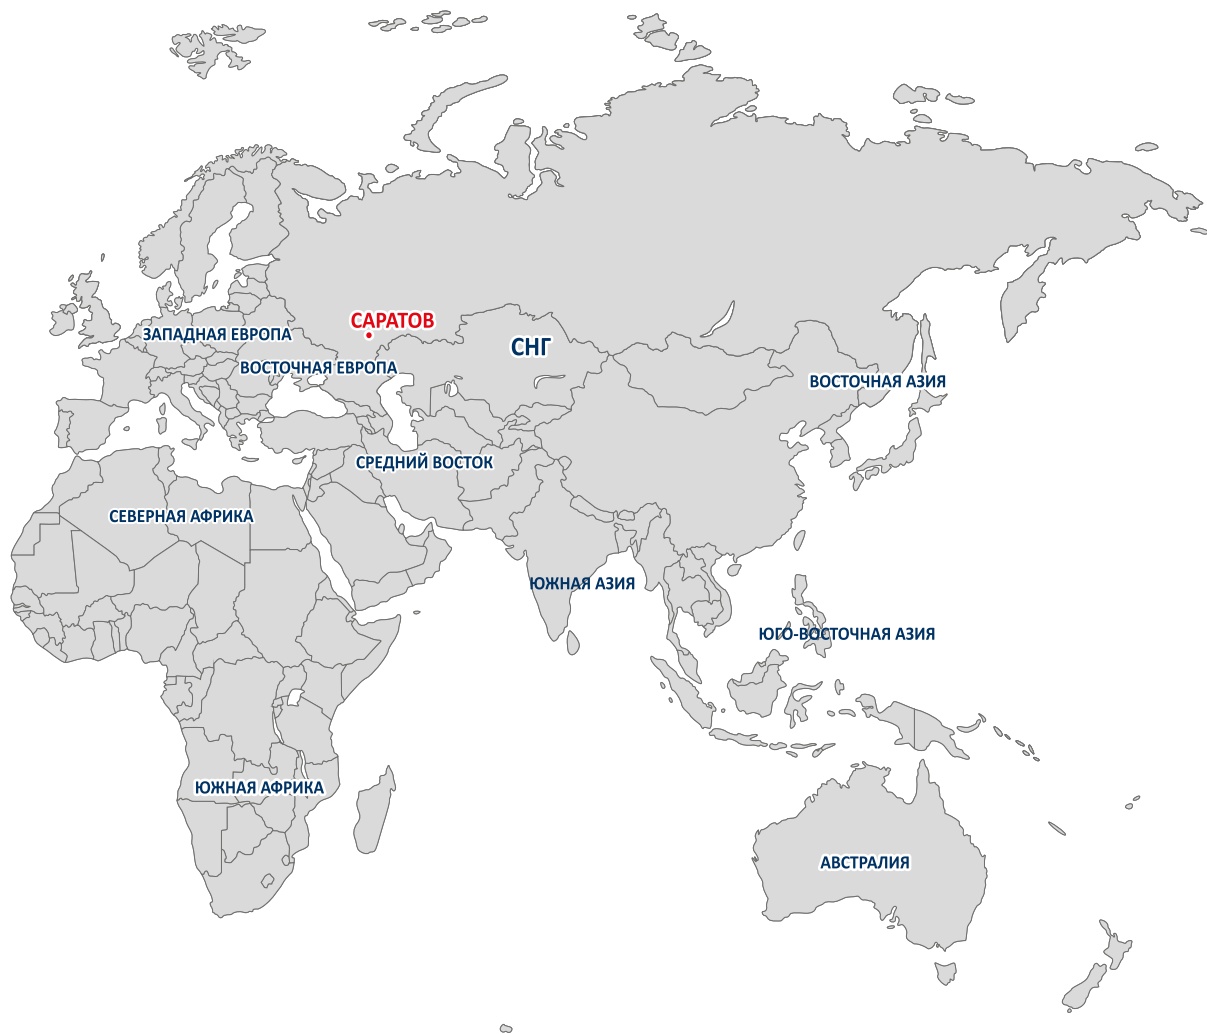 САРАТОВ
ЗАПАДНАЯ ЕВРОПА
СНГ
ВОСТОЧНАЯ ЕВРОПА
ВОСТОЧНАЯ АЗИЯ
СРЕДНИЙ ВОСТОК
СЕВЕРНАЯ АФРИКА
ЮЖНАЯ АЗИЯ
ЮГО-ВОСТОЧНАЯ АЗИЯ
ЮЖНАЯ АФРИКА
АВСТРАЛИЯ